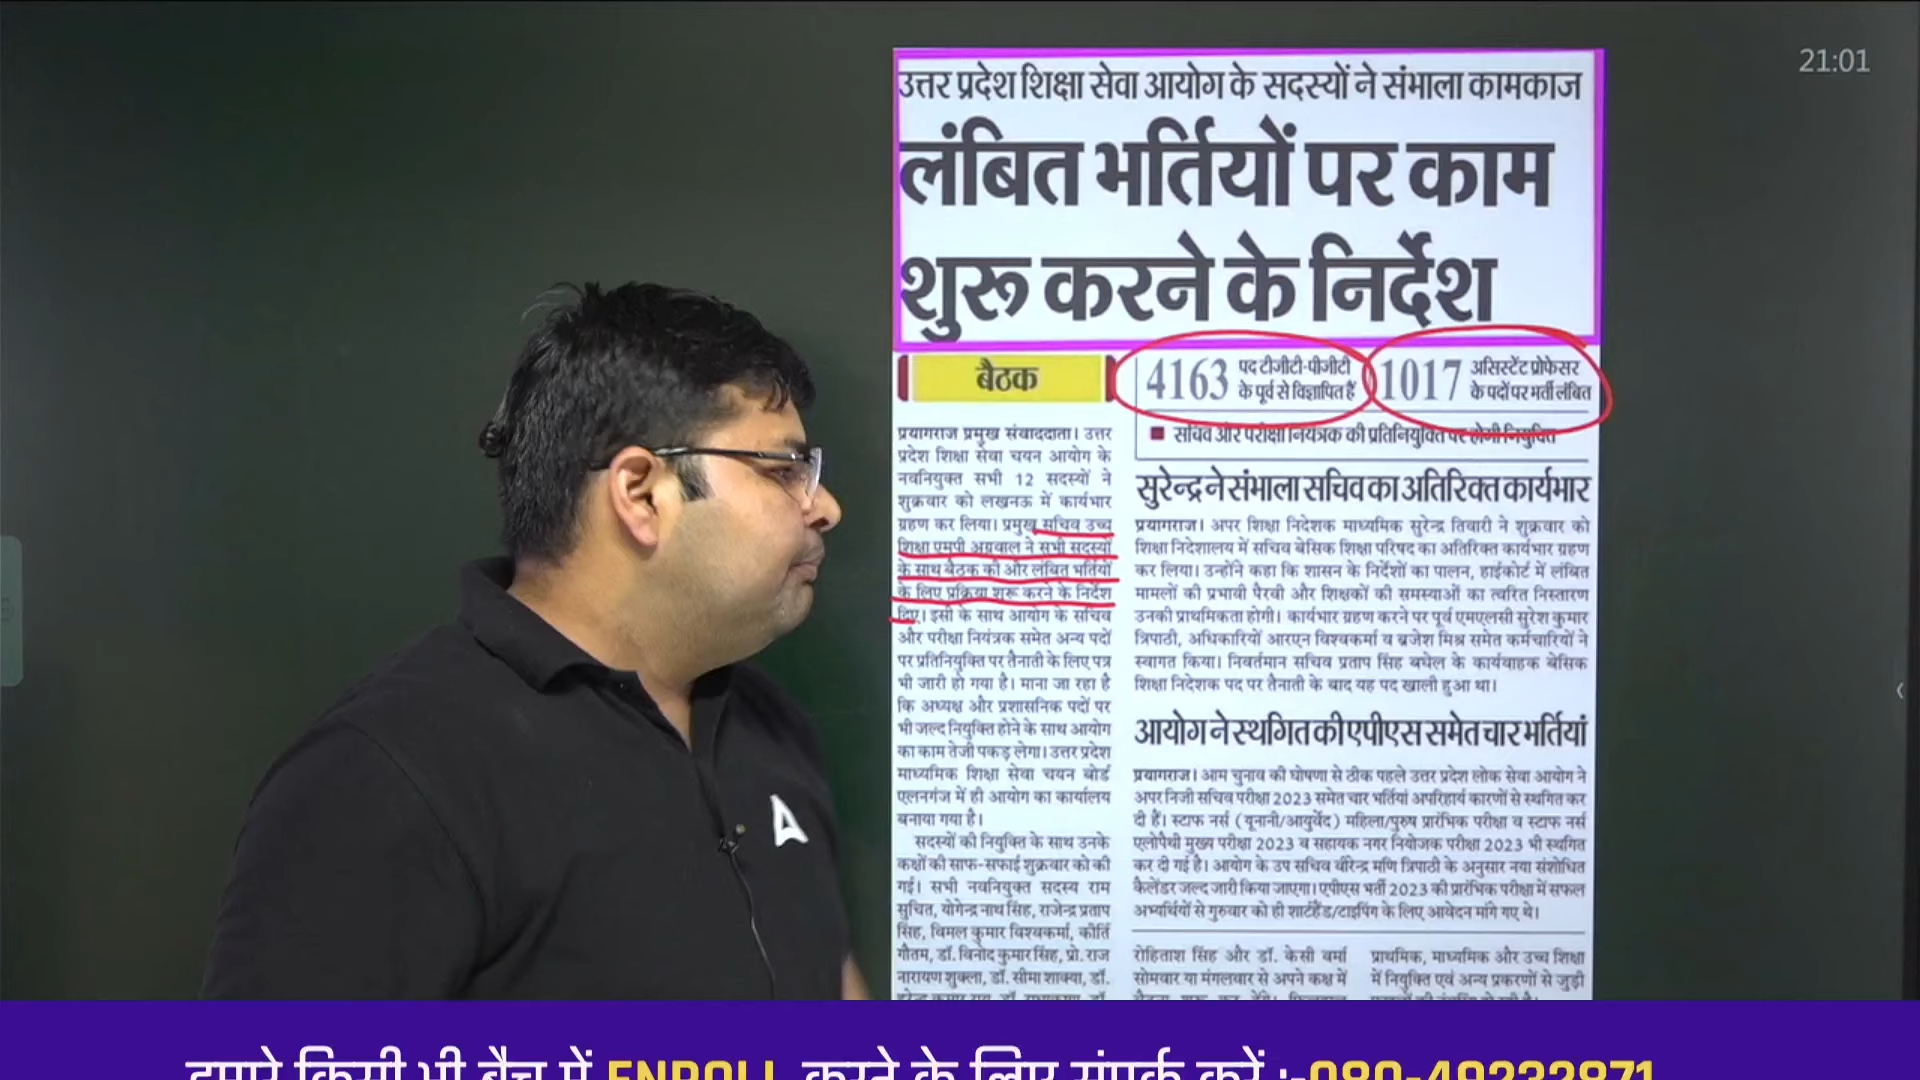 21:01
उत्तर प्रदेश शिक्षा सेवा आयोग के सदस्यों ने संभाला कामकाज
लंबित भर्तियों पर काम
शुरू करने के निर्देश
बैठक
4163 पद टीजीटी-पीजीटी
के पूर्व से विज्ञापित हैं
1017 असिस्टेंट प्रोफेसर
के पदों पर भर्ती लंबित
सचिव और परीक्षा नियंत्रक की प्रतिनियुक्ति पर होगी नियुक्ति
प्रयागराज प्रमुख संवाददाता। उत्तर
प्रदेश शिक्षा सेवा चयन आयोग के
नवनियुक्त सभी 12 सदस्यों ने
शुक्रवार को लखनऊ में कार्यभार
ग्रहण कर लिया। प्रमुख सचिव उच्च
शिक्षा एमपी अग्रवाल ने सभी सदस्यों
के साथ बैठक की और लंबित भर्तियों
के लिए प्रक्रिया शुरू करने के निर्देश
दिए। इसी के साथ आयोग के सचिव
और परीक्षा नियंत्रक समेत अन्य पदों
पर प्रतिनियुक्ति पर तैनाती के लिए पत्र
भी जारी हो गया है। माना जा रहा है
कि अध्यक्ष और प्रशासनिक पदों पर
भी जल्द नियुक्ति होने के साथ आयोग
का काम तेजी पकड़ लेगा। उत्तर प्रदेश
माध्यमिक शिक्षा सेवा चयन बोर्ड
एलनगंज में ही आयोग का कार्यालय
बनाया गया है।
सदस्यों की नियुक्ति के साथ उनके
कक्षों की साफ-सफाई शुक्रवार को की
गई। सभी नवनियुक्त सदस्य राम
सुचित, योगेन्द्र नाथ सिंह, राजेन्द्र प्रताप
सिंह, विमल कुमार विश्वकर्मा, कीर्ति
गौतम, डॉ. विनोद कुमार सिंह, प्रो. राज
नारायण शुक्ला, डॉ. सीमा शाक्या, डॉ.
सुरेन्द्र ने संभाला सचिव का अतिरिक्त कार्यभार
प्रयागराज। अपर शिक्षा निदेशक माध्यमिक सुरेन्द्र तिवारी ने शुक्रवार को
शिक्षा निदेशालय में सचिव बेसिक शिक्षा परिषद का अतिरिक्त कार्यभार ग्रहण
कर लिया। उन्होंने कहा कि शासन के निर्देशों का पालन, हाईकोर्ट में लंबित
मामलों की प्रभावी पैरवी और शिक्षकों की समस्याओं का त्वरित निस्तारण
उनकी प्राथमिकता होगी। कार्यभार ग्रहण करने पर पूर्व एमएलसी सुरेश कुमार
त्रिपाठी, अधिकारियों आरएन विश्वकर्मा व ब्रजेश मिश्र समेत कर्मचारियों ने
स्वागत किया। निवर्तमान सचिव प्रताप सिंह बघेल के कार्यवाहक बेसिक
शिक्षा निदेशक पद पर तैनाती के बाद यह पद खाली हुआ था।
आयोग ने स्थगित की एपीएस समेत चार भर्तियां
प्रयागराज। आम चुनाव की घोषणा से ठीक पहले उत्तर प्रदेश लोक सेवा आयोग ने
अपर निजी सचिव परीक्षा 2023 समेत चार भर्तियां अपरिहार्य कारणों से स्थगित कर
दी हैं। स्टाफ नर्स (यूनानी/आयुर्वेद) महिला/पुरुष प्रारंभिक परीक्षा व स्टाफ नर्स
एलोपैथी मुख्य परीक्षा 2023 व सहायक नगर नियोजक परीक्षा 2023 भी स्थगित
कर दी गई है। आयोग के उप सचिव वीरेन्द्र मणि त्रिपाठी के अनुसार नया संशोधित
कैलेंडर जल्द जारी किया जाएगा। एपीएस भर्ती 2023 की प्रारंभिक परीक्षा में सफल
अभ्यर्थियों से गुरुवार को ही शार्टहैंड/टाइपिंग के लिए आवेदन मांगे गए थे।
रोहिताश सिंह और डॉ. केसी वर्मा
सोमवार या मंगलवार से अपने कक्ष में
प्राथमिक, माध्यमिक और उच्च शिक्षा
में नियुक्ति एवं अन्य प्रकरणों से जुड़ी
हमारे किसी भी बैच में ENROLL करने के लिए संपर्क करें :-080-49232871